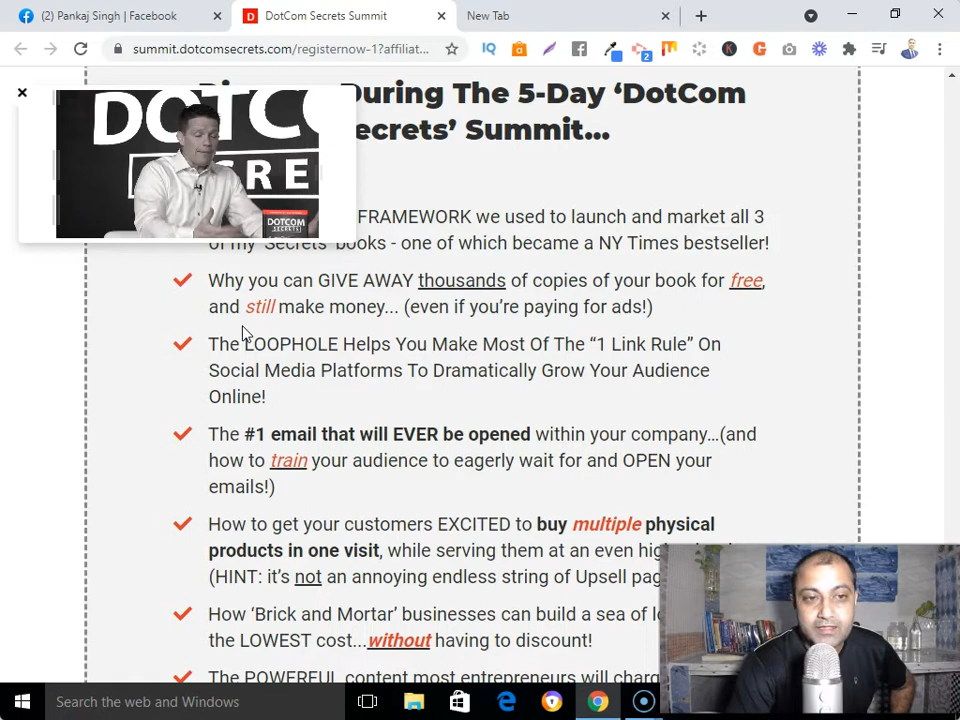 (2) Pankaj Singh | Facebook
DotCom Secrets Summit
New Tab
summit.dotcomsecrets.com/registernow-1?affiliat...
During The 5-Day ‘DotCom
Secrets’ Summit...
DOTCO
CRE
DOTCOM
SECRETS
FRAMEWORK we used to launch and market all 3
of my ‘Secrets’ books - one of which became a NY Times bestseller!
Why you can GIVE AWAY thousands of copies of your book for free,
and still make money... (even if you’re paying for ads!)
The LOOPHOLE Helps You Make Most Of The “1 Link Rule” On
Social Media Platforms To Dramatically Grow Your Audience
Online!
The #1 email that will EVER be opened within your company...(and
how to train your audience to eagerly wait for and OPEN your
emails!)
How to get your customers EXCITED to buy multiple physical
products in one visit, while serving them at an even
(HINT: it’s not an annoying endless string of Upsell
How ‘Brick and Mortar’ businesses can build a sea of
the LOWEST cost...without having to discount!
The POWERFUL content most entrepreneurs will
Search the web and Windows